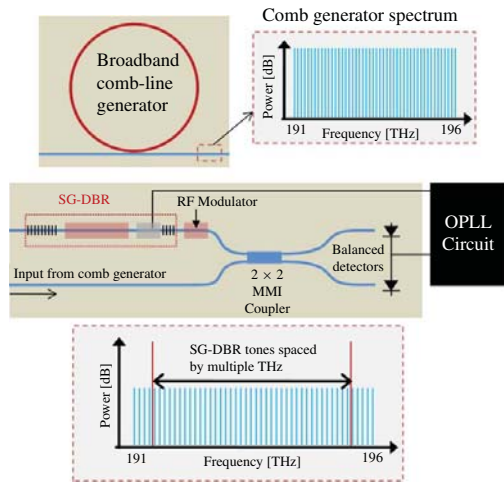 Comb generator spectrum
Broadband
comb-line
generator
Power [dB]
191
Frequency [THz]
196
SG-DBR
RF Modulator
OPLL
Circuit
Balanced
detectors
Input from comb generator
2 × 2
MMI
Coupler
Power [dB]
SG-DBR tones spaced
by multiple THz
191
Frequency [THz]
196